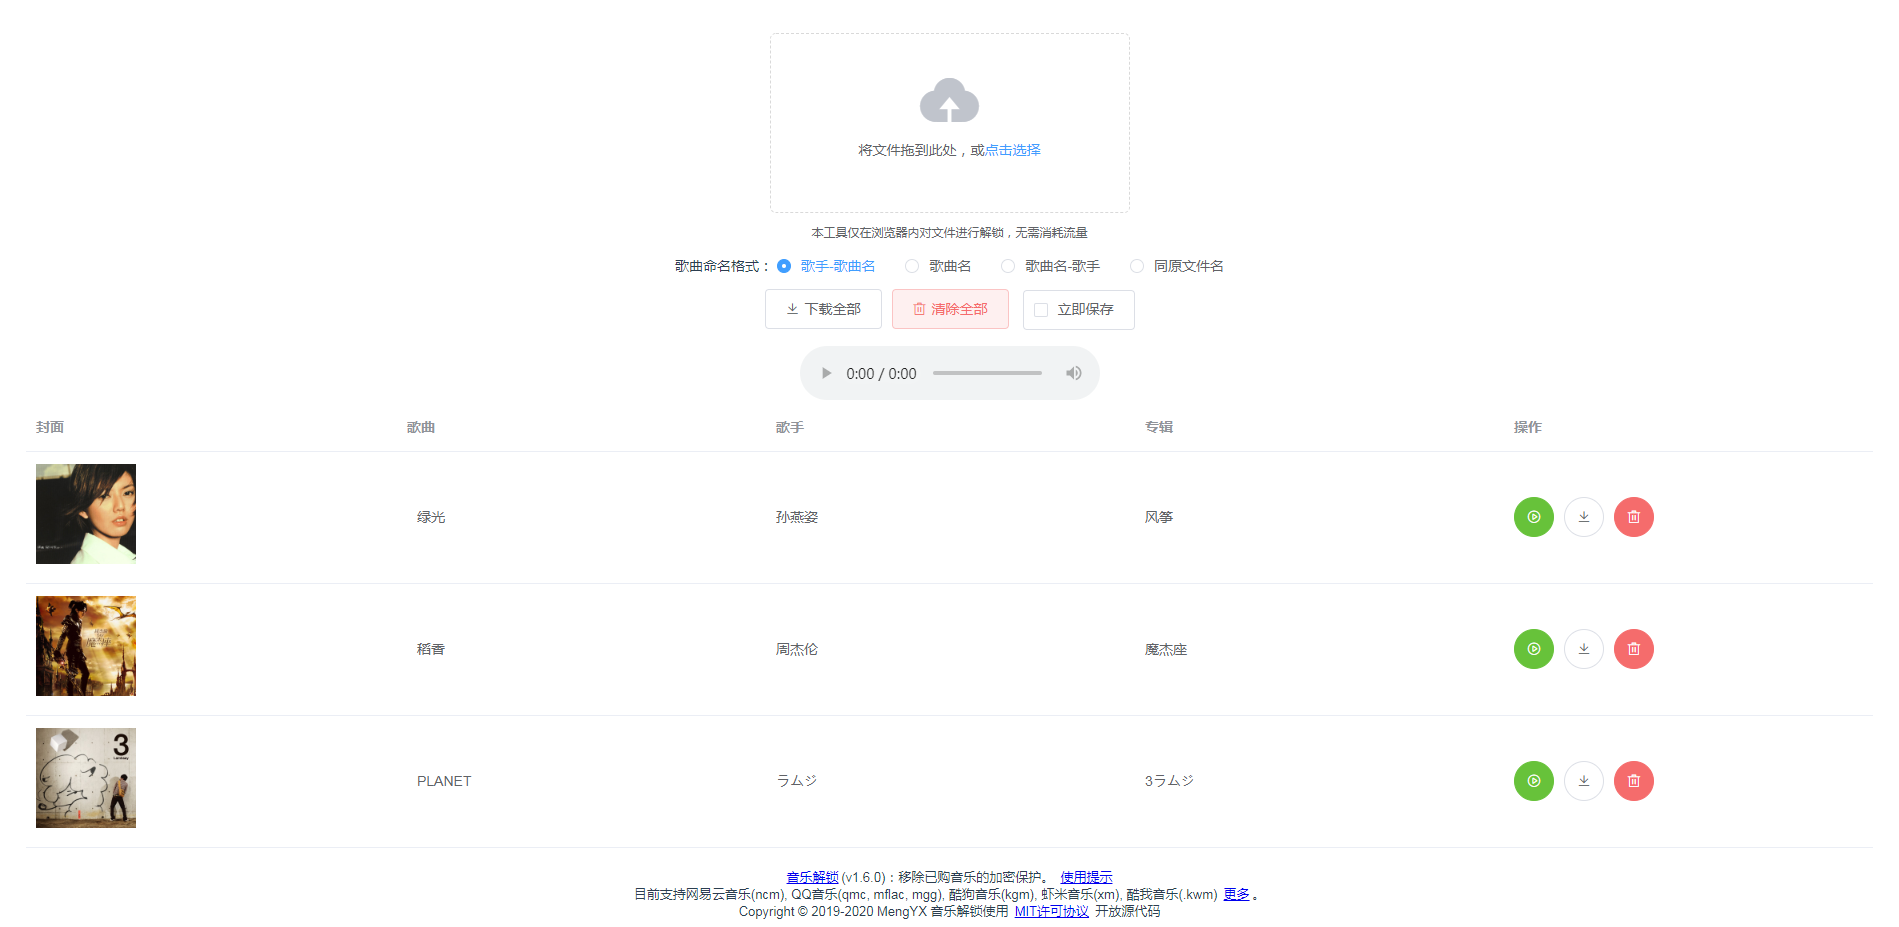 将文件拖到此处，或点击选择
本工具仅在浏览器内对文件进行解锁，无需消耗流量
歌曲命名格式： 歌手-歌曲名 歌曲名 歌曲名-歌手 同原文件名
下载全部 清除全部 立即保存
0:00 / 0:00
封面 歌曲 歌手 专辑 操作
绿光 孙燕姿 风筝
稻香 周杰伦 魔杰座
3
PLANET ラムジ 3ラムジ
音乐解锁 (v1.6.0)：移除已购音乐的加密保护。 使用提示
目前支持网易云音乐(ncm), QQ音乐(qmc, mflac, mgg), 酷狗音乐(kgm), 虾米音乐(xm), 酷我音乐(.kwm) 更多 。
Copyright © 2019-2020 MengYX 音乐解锁使用 MIT许可协议 开放源代码